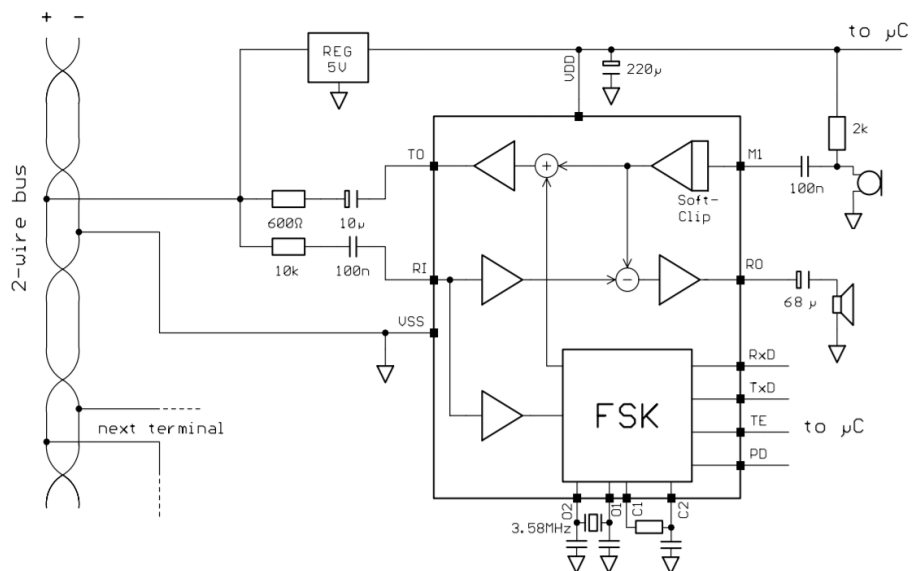 + -
to µC
REG
5V
VDD
220µ
2k
TO
M1
100n
Soft-
Clip
600Ω
10µ
2-wire bus
10k
100n
RI
RO
68 µ
VSS
RxD
TxD
FSK
TE
to µC
PD
next terminal
O2
O1
C1
C2
3.58MHz
+
-